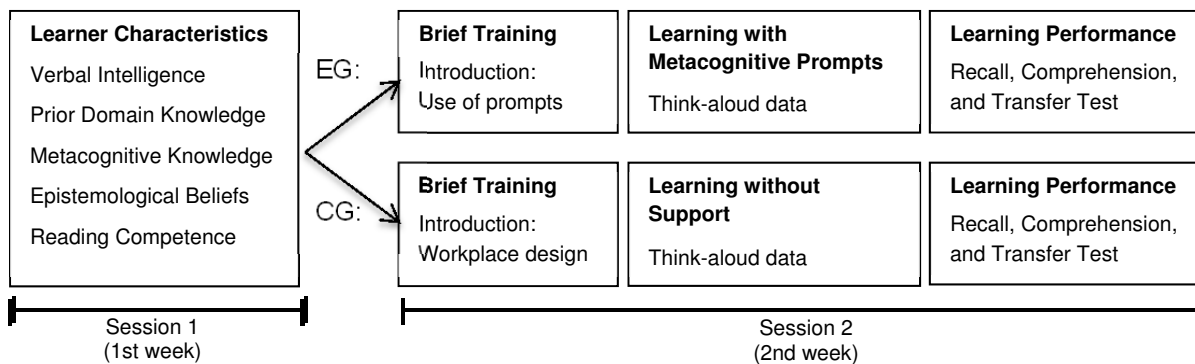 Learner Characteristics
Verbal Intelligence
Prior Domain Knowledge
Metacognitive Knowledge
Epistemological Beliefs
Reading Competence
EG:
CG:
Brief Training
Introduction:
Use of prompts
Learning with
Metacognitive Prompts
Think-aloud data
Learning Performance
Recall, Comprehension,
and Transfer Test
Brief Training
Introduction:
Workplace design
Learning without
Support
Think-aloud data
Learning Performance
Recall, Comprehension,
and Transfer Test
Session 1
(1st week)
Session 2
(2nd week)